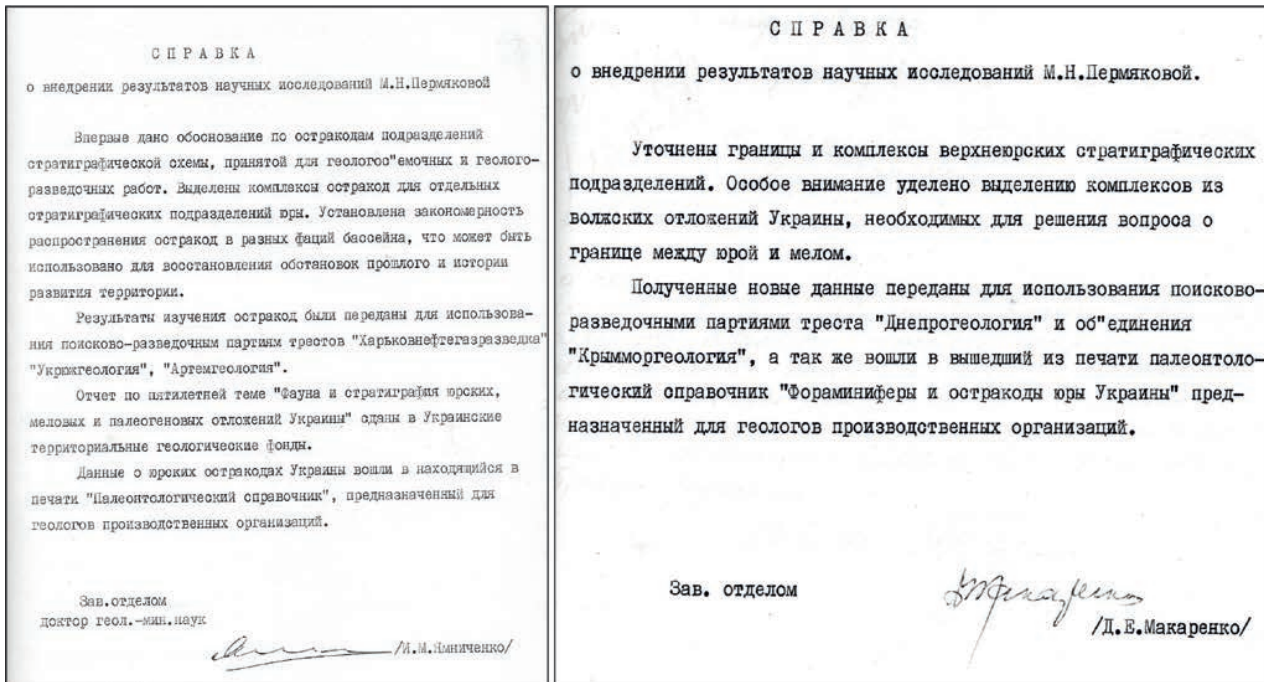 С П Р А В К А
о внедрении результатов научных исследований М.Н.Пермяковой
Впервые дано обоснование по остракодам подразделений
стратиграфической схемы, принятой для геологос"емочных и геолого-
разведочных работ. Выделены комплексы остракод для отдельных
стратиграфических подразделений юры. Установлена закономерность
распространения остракод в разных фаций бассейна, что может быть
использовано для восстановления обстановок прошлого и истории
развития территории.
Результаты изучения остракод были переданы для использова-
ния поисково-разведочным партиям трестов "Харьковнефтегазразведка"
"Укрюжгеология", "Артемгеология".
Отчет по пятилетней теме "Фауна и стратиграфия юрских,
меловых и палеогеновых отложений Украины" сданы в Украинские
территориальные геологические фонды.
Данные о юрских остракодах Украины вошли в находящийся в
печати "Палеонтологический справочник", предназначенный для
геологов производственных организаций.
Зав.отделом
доктор геол.-мин.наук
/И.М.Ямниченко/
С П Р А В К А
о внедрении результатов научных исследований М.Н.Пермяковой.
Уточнены границы и комплексы верхнеюрских стратиграфических
подразделений. Особое внимание уделено выделению комплексов из
волжских отложений Украины, необходимых для решения вопроса о
границе между юрой и мелом.
Полученные новые данные переданы для использования поисково-
разведочными партиями треста "Днепрогеология" и об"единения
"Крымморгеология", а так же вошли в вышедший из печати палеонтоло-
гический справочник "Фораминиферы и остракоды юры Украины" пред-
назначенный для геологов производственных организаций.
Зав. отделом
/Д.Е.Макаренко/